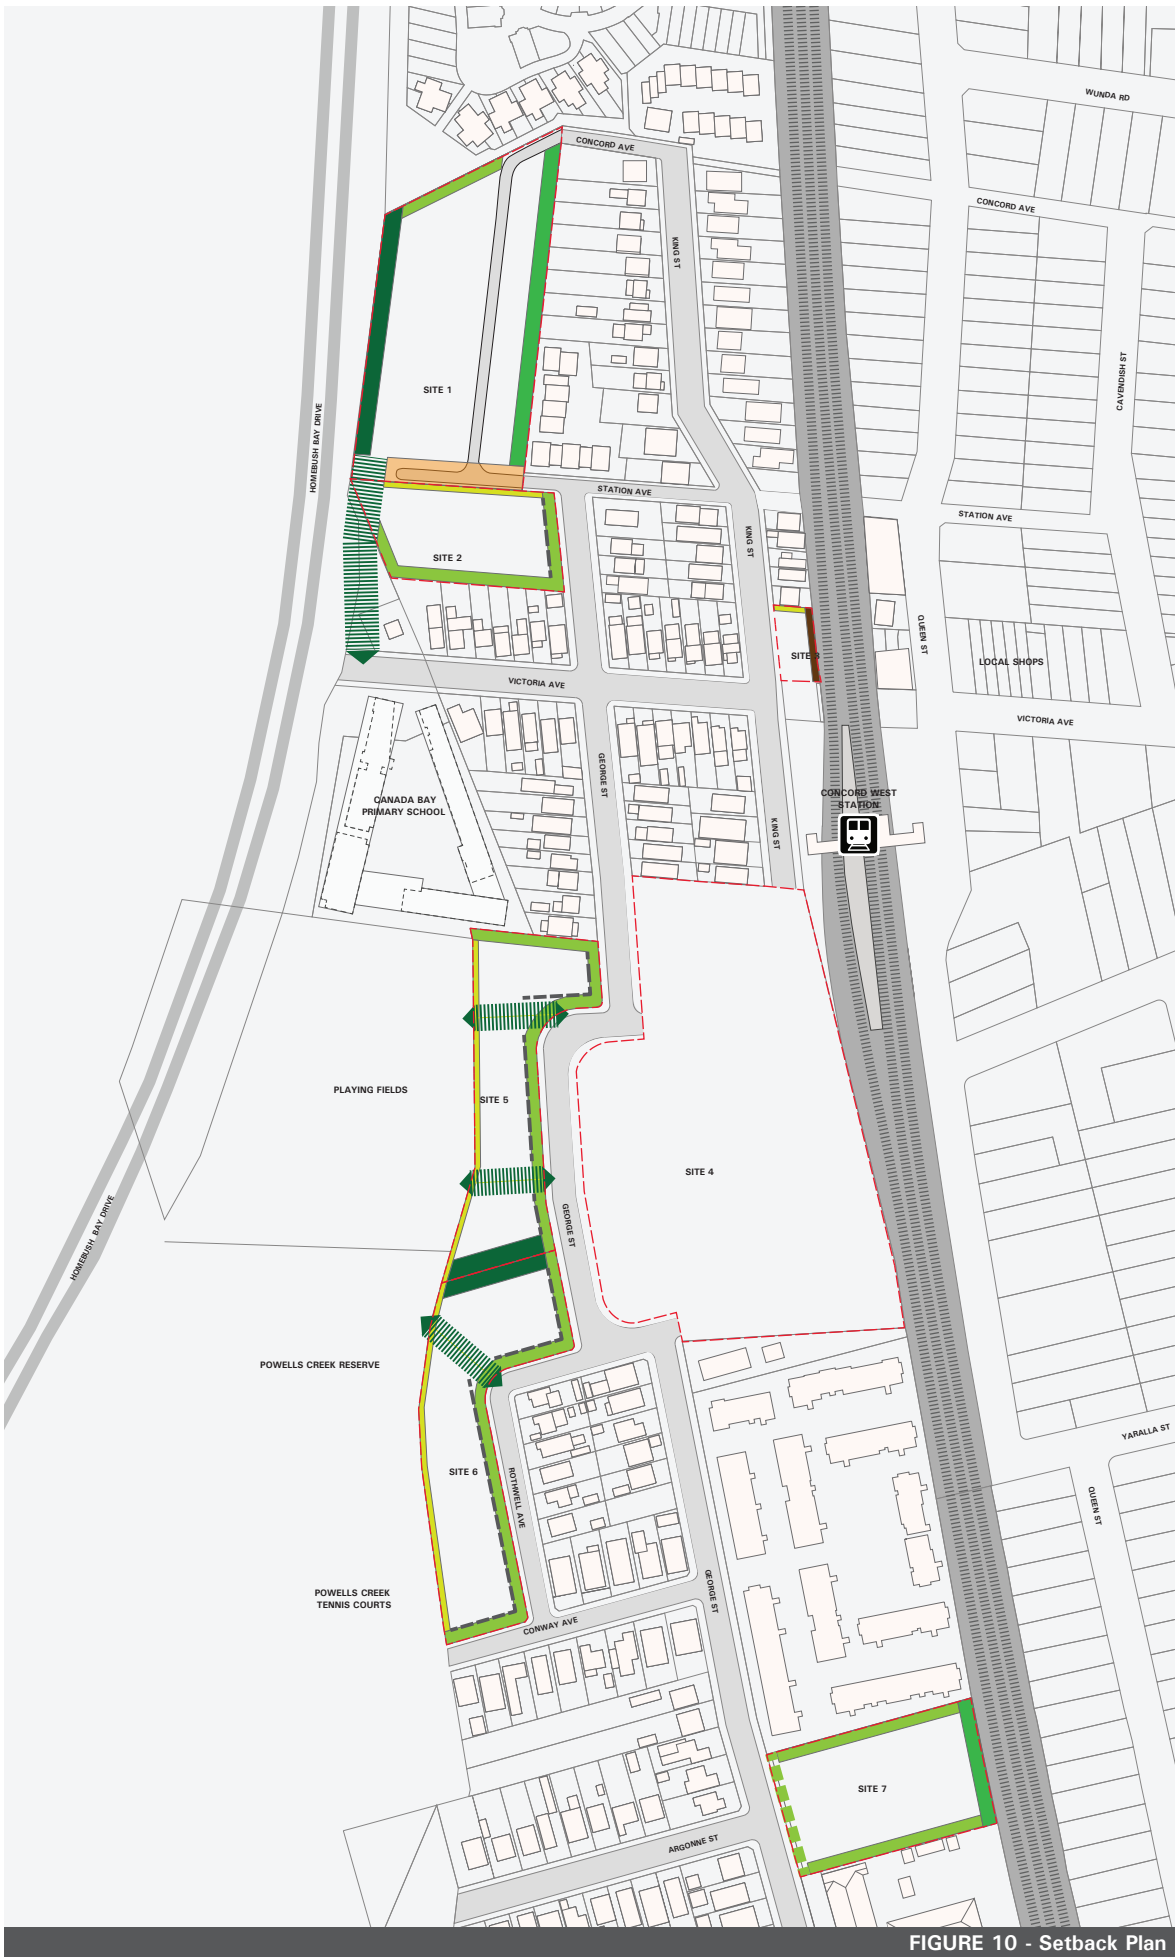 WUNDA RD
CONCORD AVE
CONCORD AVE
KING ST
CAVENDISH ST
SITE 1
HOMEBUSH BAY DRIVE
STATION AVE
STATION AVE
KING ST
SITE 2
QUEEN ST
SITE 3
LOCAL SHOPS
VICTORIA AVE
VICTORIA AVE
GEORGE ST
CONCORD WEST
STATION
CANADA BAY
PRIMARY SCHOOL
KING ST
PLAYING FIELDS
SITE 5
SITE 4
HOMEBUSH BAY DRIVE
GEORGE ST
POWELLS CREEK RESERVE
YARALLA ST
SITE 6
ROTHWELL AVE
QUEEN ST
POWELLS CREEK
TENNIS COURTS
GEORGE ST
CONWAY AVE
SITE 7
ARGONNE ST
FIGURE 10 - Setback Plan